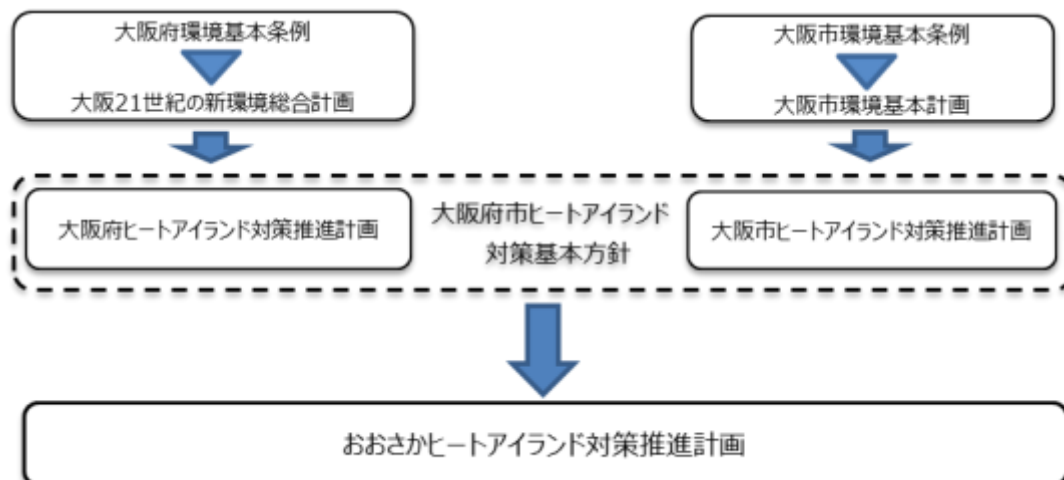 大阪府環境基本条例
大阪21世紀の新環境総合計画
大阪市環境基本条例
大阪市環境基本計画
大阪府ヒートアイランド対策推進計画
大阪府市ヒートアイランド
対策基本方針
大阪市ヒートアイランド対策推進計画
おおさかヒートアイランド対策推進計画